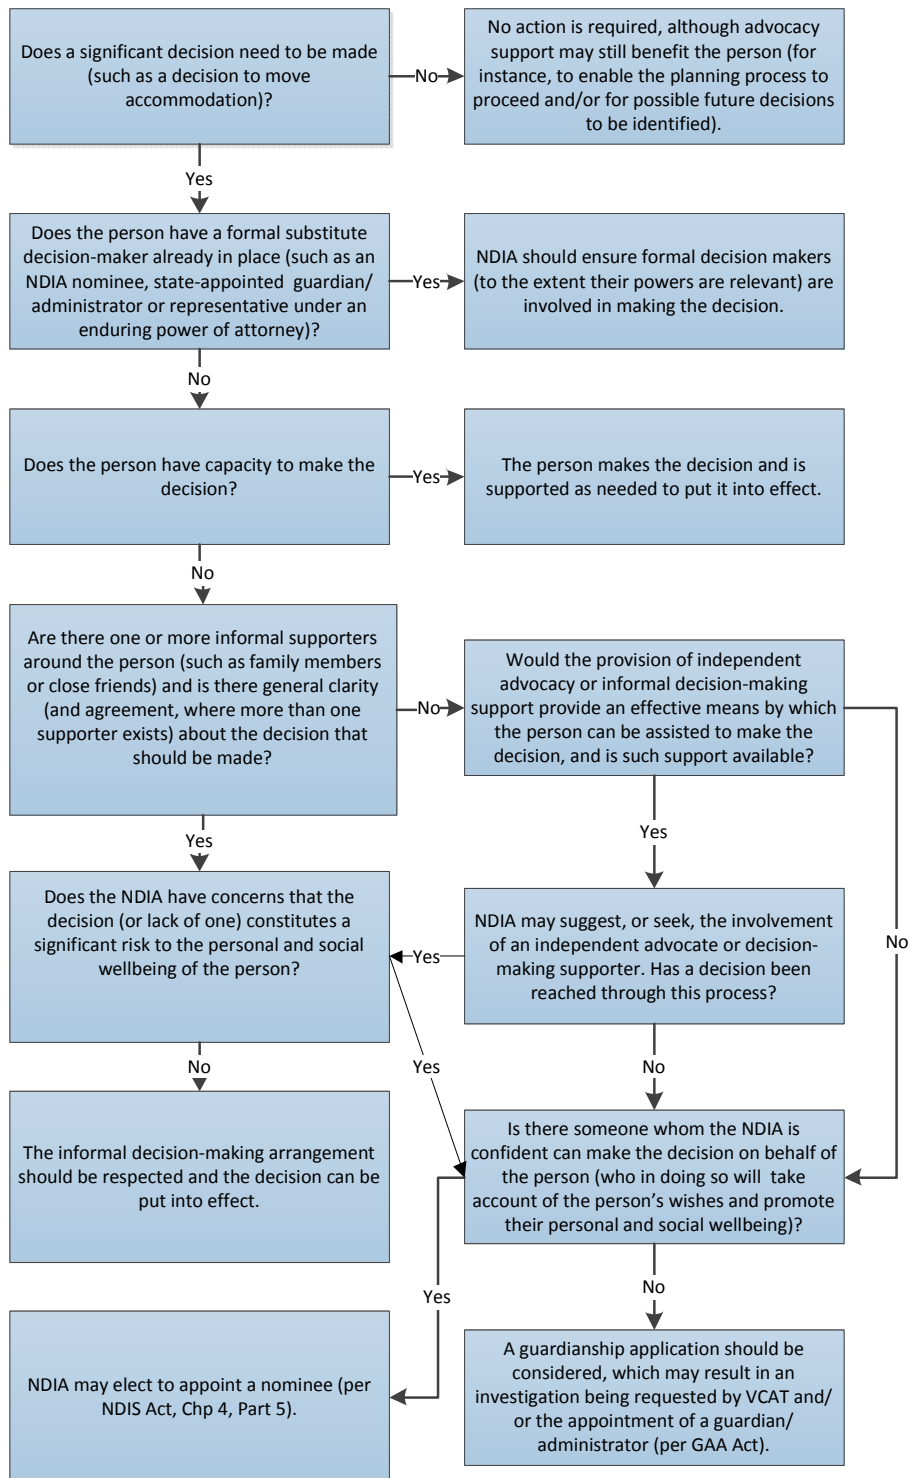 Does a significant decision need to be made
(such as a decision to move
accommodation)?
No
No action is required, although advocacy
support may still benefit the person (for
instance, to enable the planning process to
proceed and/or for possible future decisions
to be identified).
Yes
Does the person have a formal substitute
decision-maker already in place (such as an
NDIA nominee, state-appointed guardian/
administrator or representative under an
enduring power of attorney)?
Yes
NDIA should ensure formal decision makers
(to the extent their powers are relevant) are
involved in making the decision.
No
Does the person have capacity to make the
decision?
Yes
The person makes the decision and is
supported as needed to put it into effect.
No
Are there one or more informal supporters
around the person (such as family members
or close friends) and is there general clarity
(and agreement, where more than one
supporter exists) about the decision that
should be made?
No
Would the provision of independent
advocacy or informal decision-making
support provide an effective means by which
the person can be assisted to make the
decision, and is such support available?
Yes
Yes
No
Does the NDIA have concerns that the
decision (or lack of one) constitutes a
significant risk to the personal and social
wellbeing of the person?
Yes
NDIA may suggest, or seek, the involvement
of an independent advocate or decision-
making supporter. Has a decision been
reached through this process?
No
Yes
No
The informal decision-making arrangement
should be respected and the decision can be
put into effect.
Is there someone whom the NDIA is
confident can make the decision on behalf of
the person (who in doing so will take
account of the person's wishes and promote
their personal and social wellbeing)?
Yes
No
NDIA may elect to appoint a nominee (per
NDIS Act, Chp 4, Part 5).
A guardianship application should be
considered, which may result in an
investigation being requested by VCAT and/
or the appointment of a guardian/
administrator (per GAA Act).